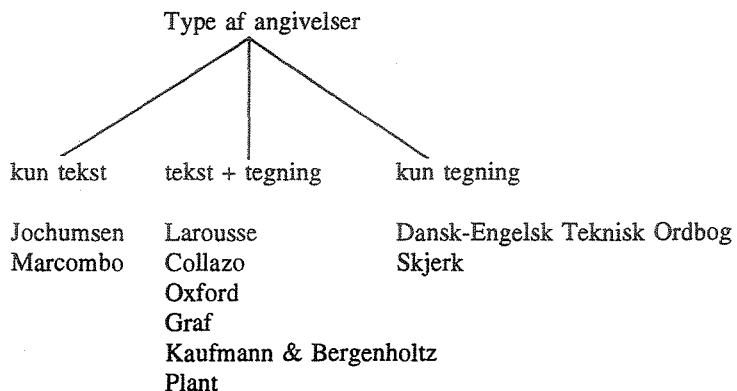 Type af angivelser
kun tekst tekst + tegning kun tegning
Jochumsen Larousse Dansk-Engelsk Teknisk Ordbog
Marcombo Collazo Skjerk
Oxford
Graf
Kaufmann & Bergenholtz
Plant